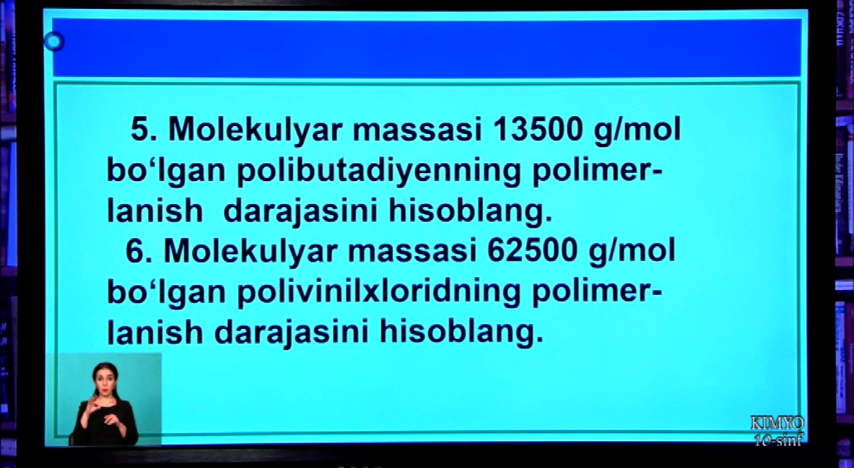 5. Molekulyar massasi 13500 g/mol
bo‘lgan polibutadiyenning polimer-
lanish darajasini hisoblang.
6. Molekulyar massasi 62500 g/mol
bo‘lgan polivinilxloridning polimer-
lanish darajasini hisoblang.
KIMYO
10-sinf